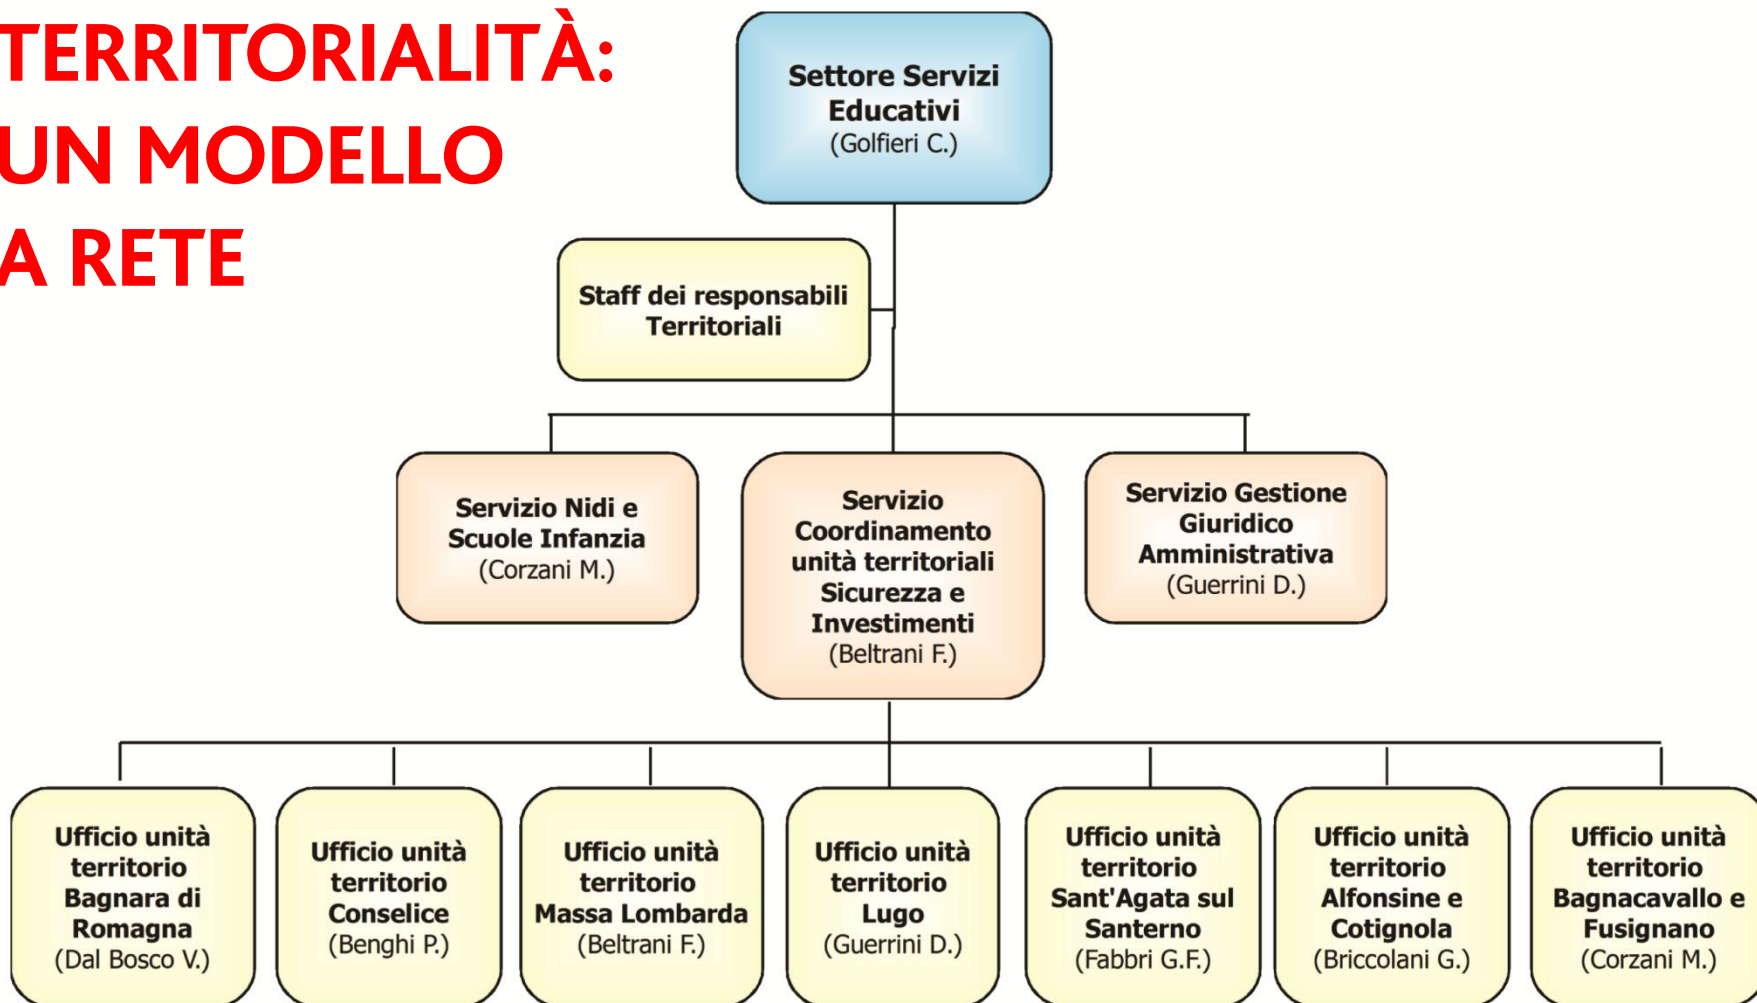 TERRITORIALITÀ:
UN MODELLO
A RETE
Settore Servizi
Educativi
(Golfieri C.)
Staff dei responsabili
Territoriali
Servizio Nidi e
Scuole Infanzia
(Corzani M.)
Servizio
Coordinamento
unità territoriali
Sicurezza e
Investimenti
(Beltrani F.)
Servizio Gestione
Giuridico
Amministrativa
(Guerrini D.)
Ufficio unità
territorio
Bagnara di
Romagna
(Dal Bosco V.)
Ufficio unità
territorio
Conselice
(Benghi P.)
Ufficio unità
territorio
Massa Lombarda
(Beltrani F.)
Ufficio unità
territorio
Lugo
(Guerrini D.)
Ufficio unità
territorio
Sant'Agata sul
Santerno
(Fabbri G.F.)
Ufficio unità
territorio
Alfonsine e
Cotignola
(Briccolani G.)
Ufficio unità
territorio
Bagnacavallo e
Fusignano
(Corzani M.)